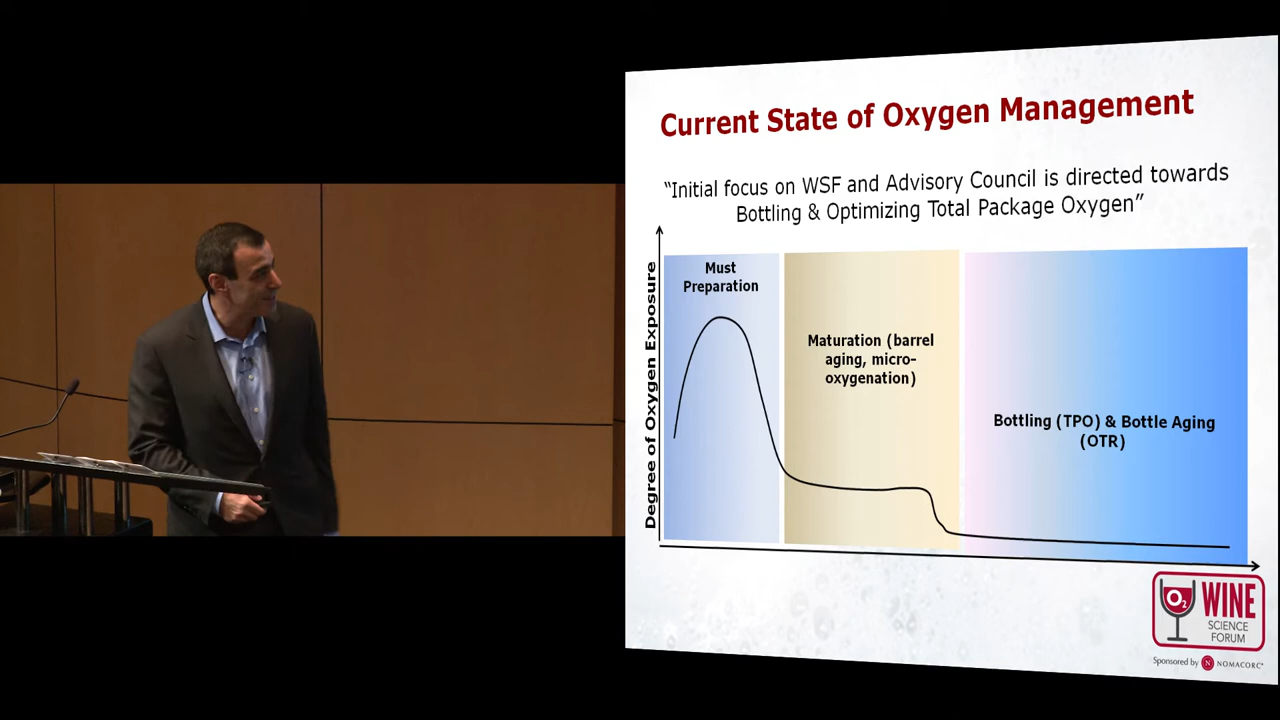 Current State of Oxygen Management
“Initial focus on WSF and Advisory Council is directed towards
Bottling & Optimizing Total Package Oxygen”
Degree of Oxygen Exposure
Must
Preparation
Maturation (barrel
aging, micro-
oxygenation)
Bottling (TPO) & Bottle Aging
(OTR)
O2
WINE
SCIENCE
FORUM
Sponsored by N NOMACORC